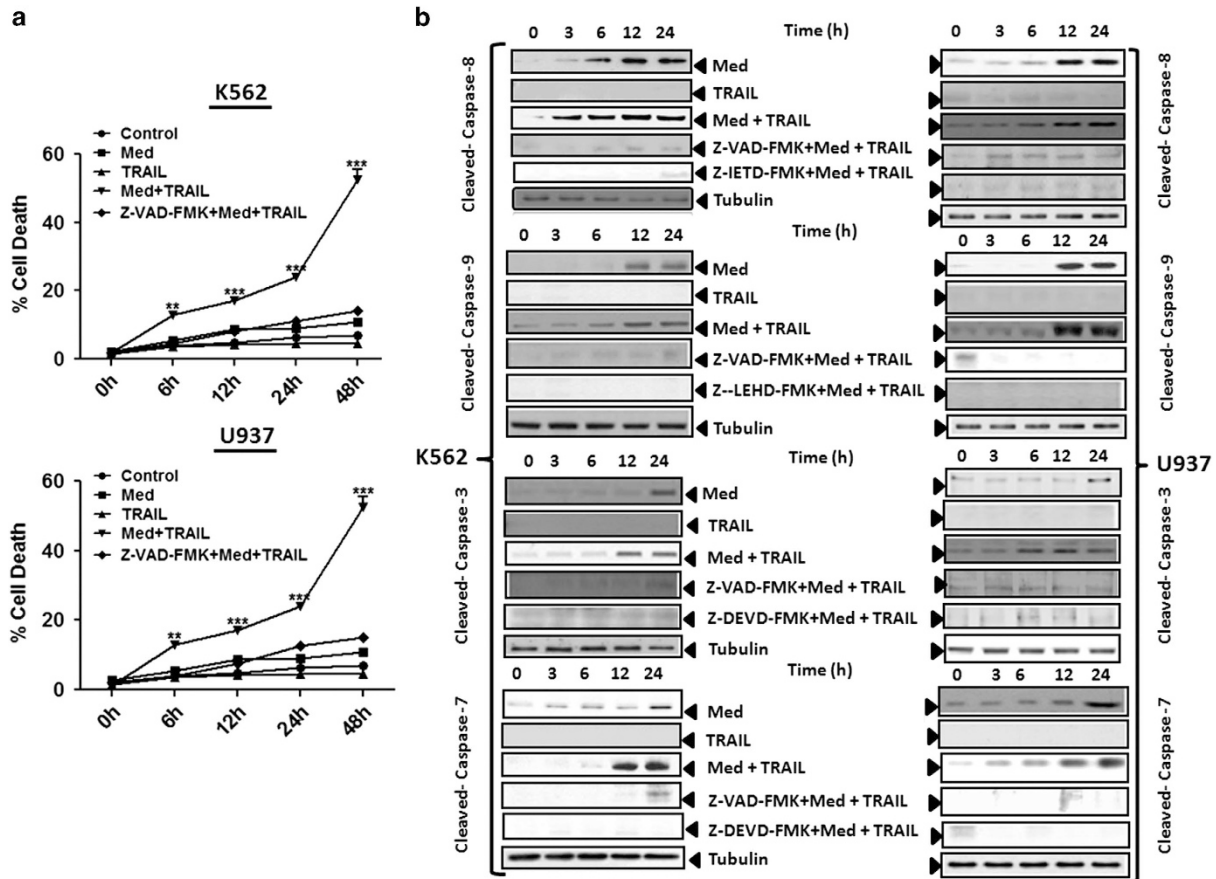 a
K562
Control
Med
TRAIL
Med+TRAIL
Z-VAD-FMK+Med+TRAIL
% Cell Death
60
40
20
0
**
***
***
***
0h
6h
12h
24h
48h
U937
Control
Med
TRAIL
Med+TRAIL
Z-VAD-FMK+Med+TRAIL
% Cell Death
60
40
20
0
**
***
***
***
0h
6h
12h
24h
48h
b
K562
U937
0 3 6 12 24 Time (h) 0 3 6 12 24
Cleaved- Caspase-8
Med
TRAIL
Med + TRAIL
Z-VAD-FMK+Med + TRAIL
Z-IETD-FMK+Med + TRAIL
Tubulin
Cleaved- Caspase-8
0 3 6 12 24 Time (h) 0 3 6 12 24
Cleaved- Caspase-9
Med
TRAIL
Med + TRAIL
Z-VAD-FMK+Med + TRAIL
Z--LEHD-FMK+Med + TRAIL
Tubulin
Cleaved- Caspase-9
0 3 6 12 24 Time (h) 0 3 6 12 24
Cleaved- Caspase-3
Med
TRAIL
Med + TRAIL
Z-VAD-FMK+Med + TRAIL
Z-DEVD-FMK+Med + TRAIL
Tubulin
Cleaved- Caspase-3
0 3 6 12 24 Time (h) 0 3 6 12 24
Cleaved- Caspase-7
Med
TRAIL
Med + TRAIL
Z-VAD-FMK+Med + TRAIL
Z-DEVD-FMK+Med + TRAIL
Tubulin
Cleaved- Caspase-7